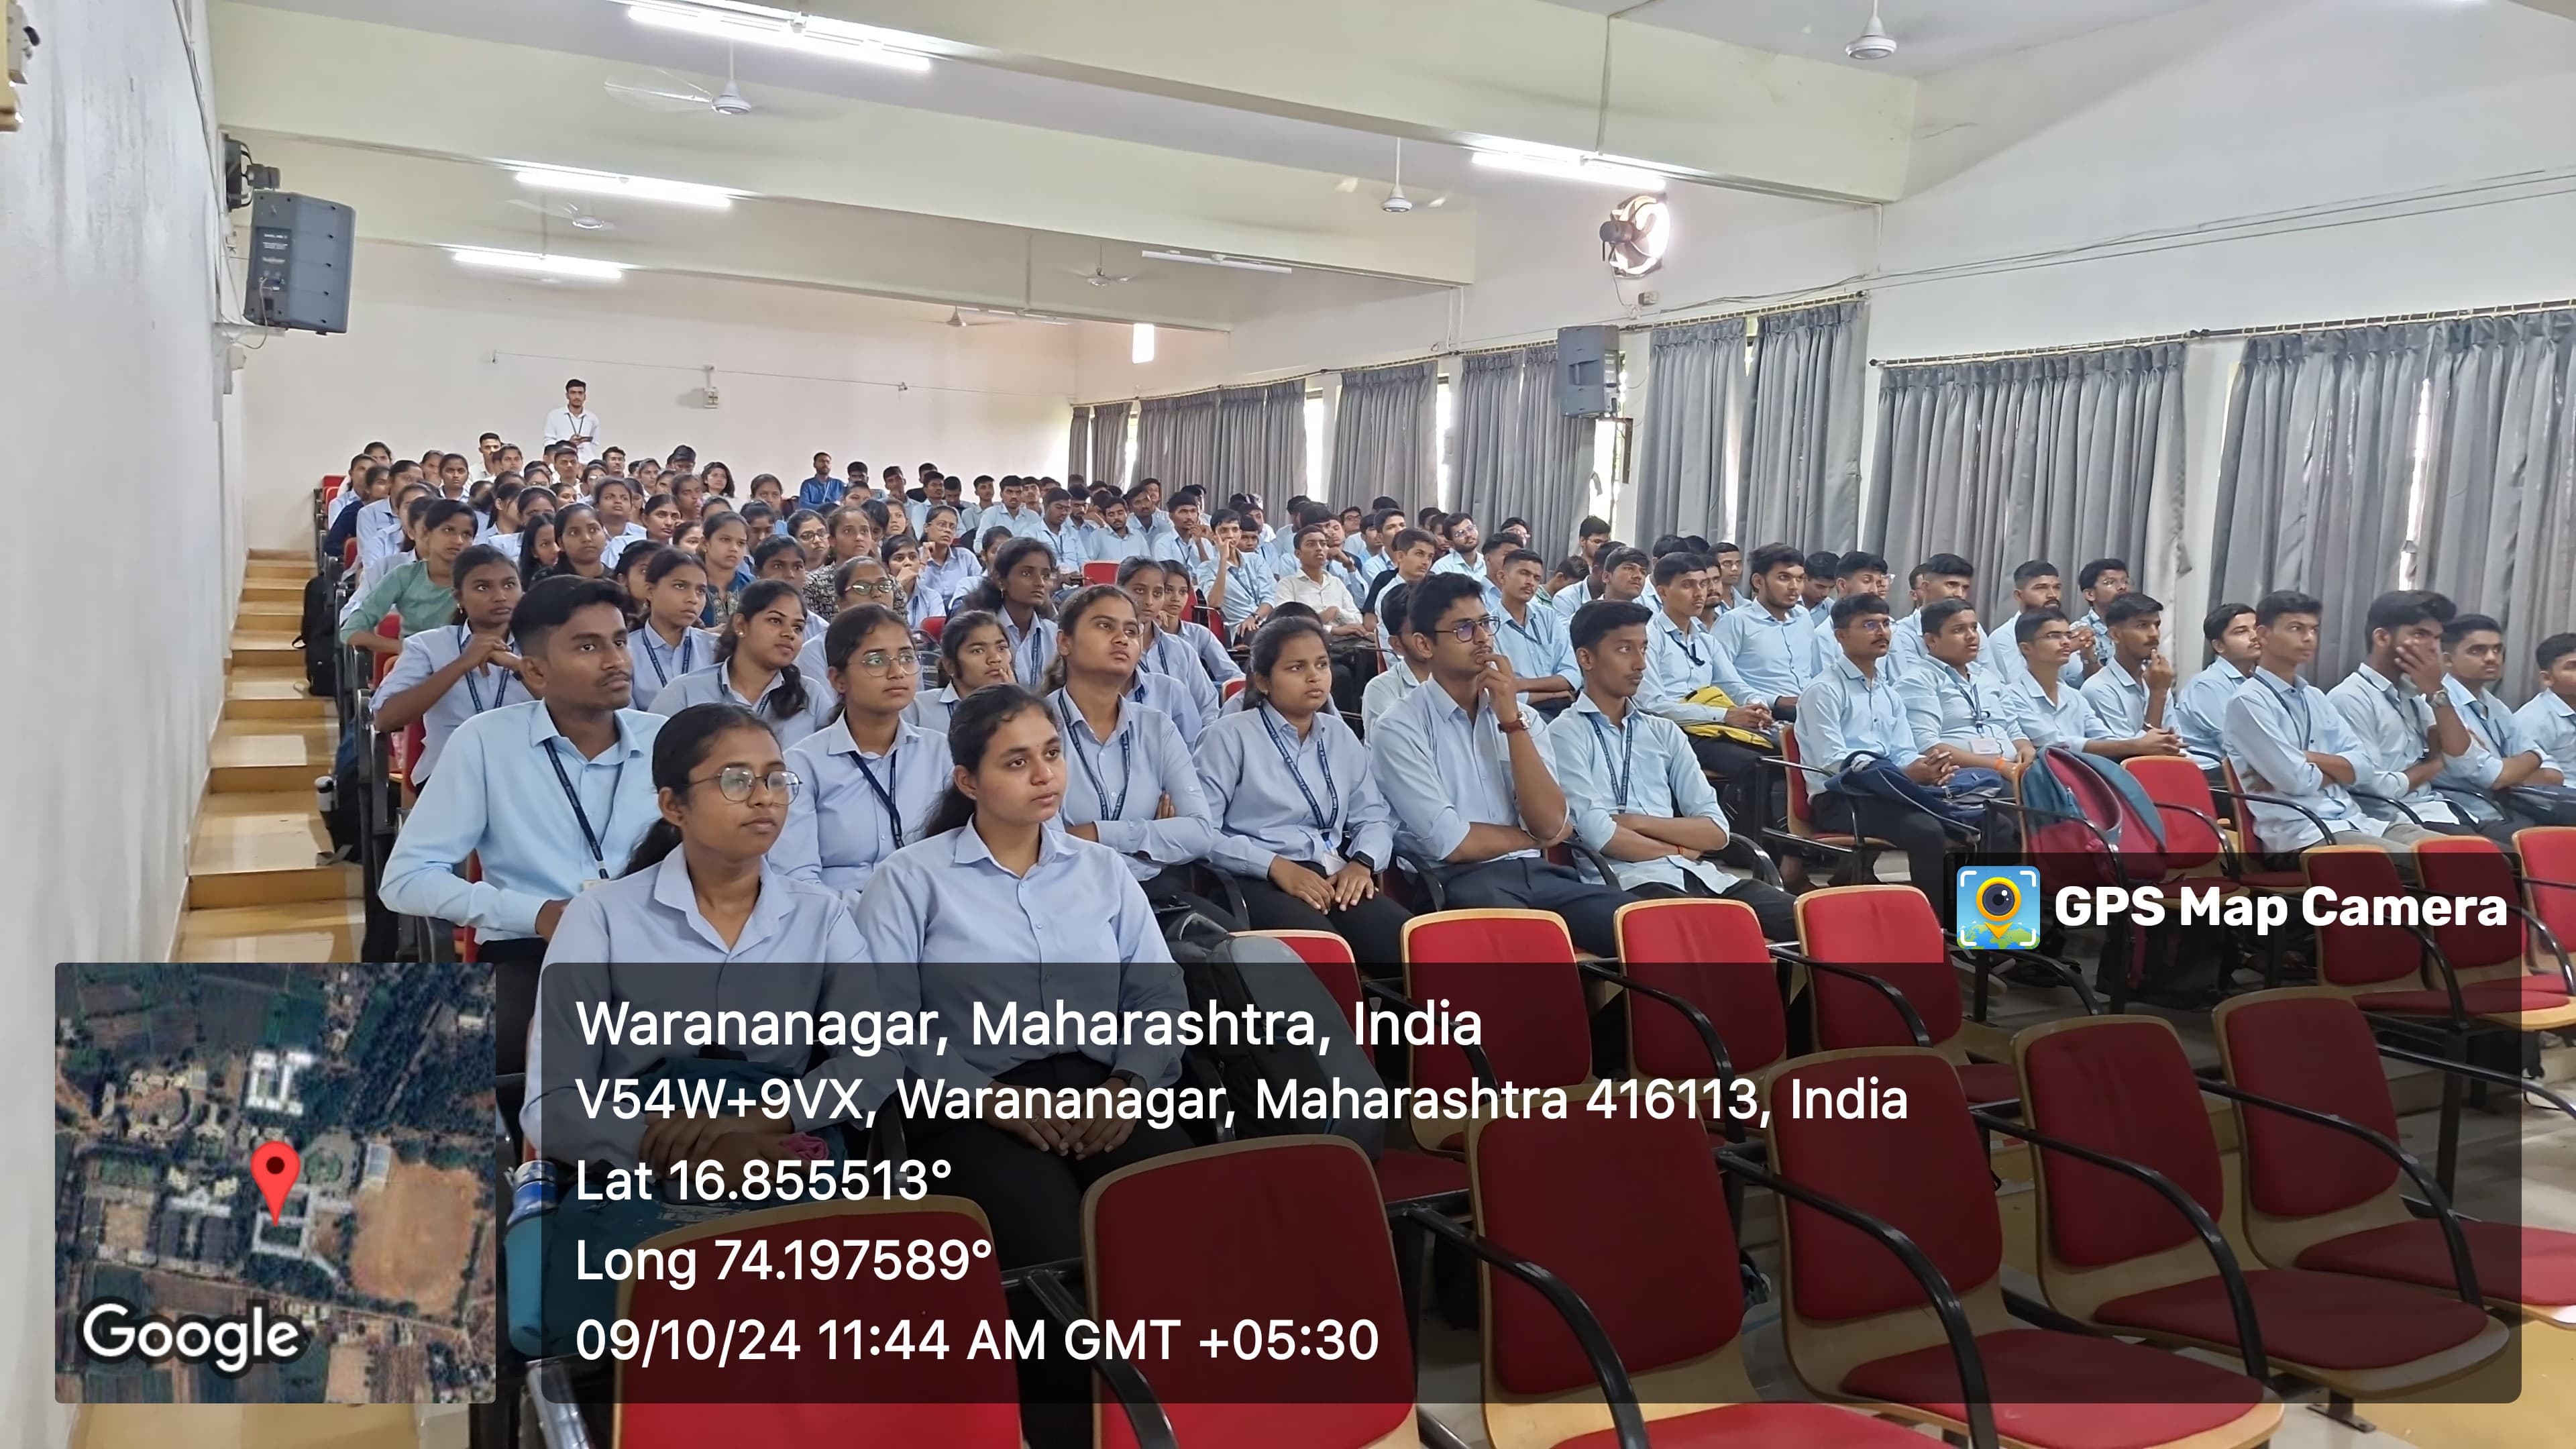 GPS Map Camera
Warananagar, Maharashtra, India
V54W+9VX, Warananagar, Maharashtra 416113, India
Lat 16.855513°
Long 74.197589°
09/10/24 11:44 AM GMT +05:30
Google